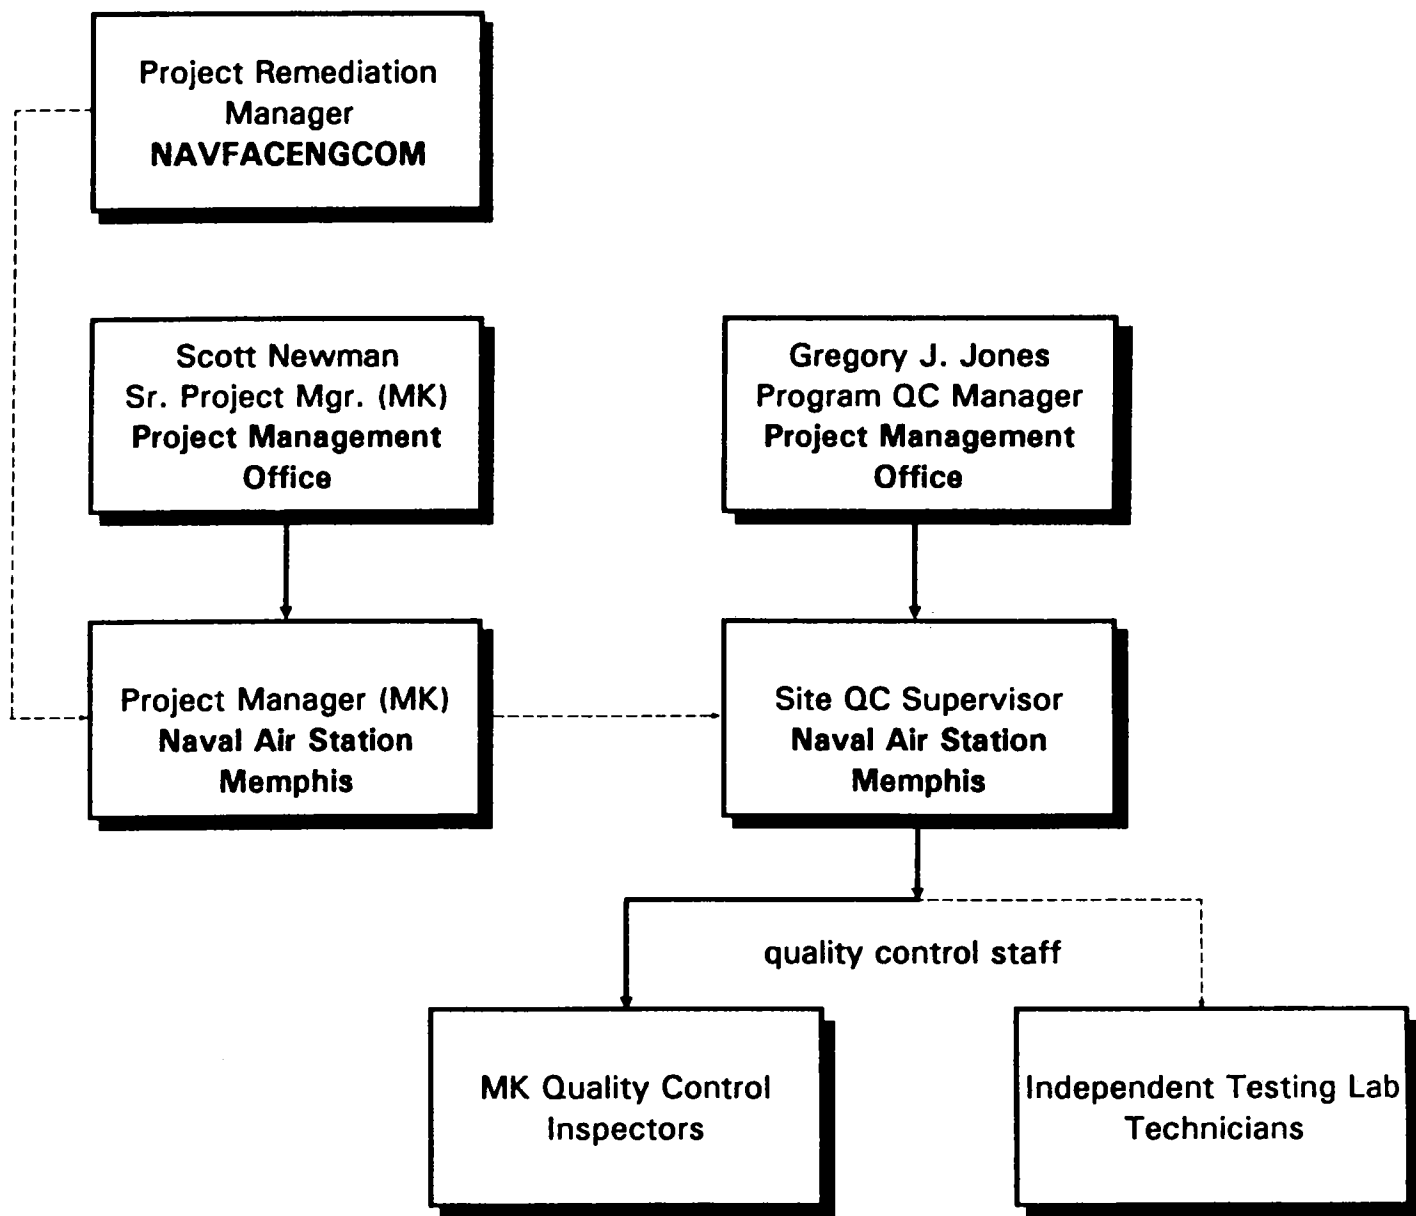 Project Remediation
Manager
NAVFACENGCOM
Scott Newman
Sr. Project Mgr. (MK)
Project Management
Office
Gregory J. Jones
Program QC Manager
Project Management
Office
Project Manager (MK)
Naval Air Station
Memphis
Site QC Supervisor
Naval Air Station
Memphis
quality control staff
MK Quality Control
Inspectors
Independent Testing Lab
Technicians